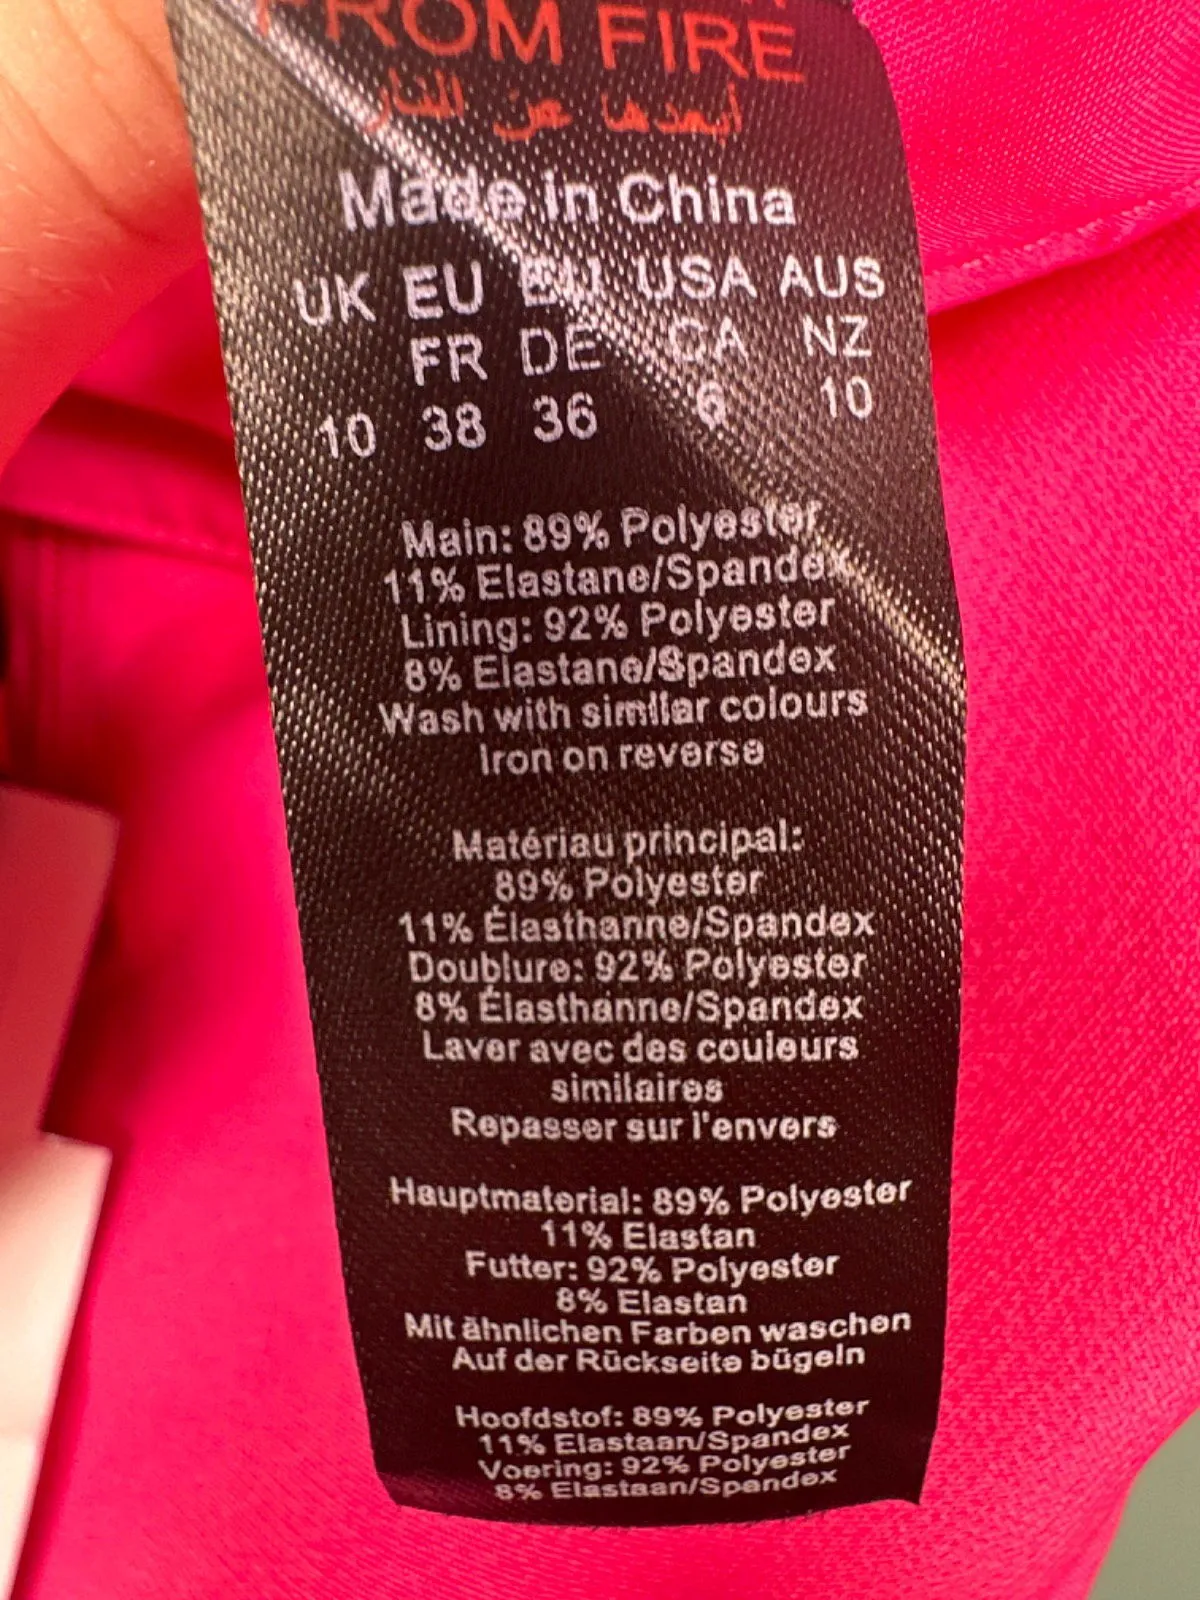 FROM FIRE
أبعدها عن النار
Made in China
UK EU EU USA AUS
FR DE CA NZ
10 38 36 6 10
Main: 89% Polyester
11% Elastane/Spandex
Lining: 92% Polyester
8% Elastane/Spandex
Wash with similar colours
Iron on reverse
Matériau principal:
89% Polyester
11% Élasthanne/Spandex
Doublure: 92% Polyester
8% Élasthanne/Spandex
Laver avec des couleurs
similaires
Repasser sur l'envers
Hauptmaterial: 89% Polyester
11% Elastan
Futter: 92% Polyester
8% Elastan
Mit ähnlichen Farben waschen
Auf der Rückseite bügeln
Hoofdstof: 89% Polyester
11% Elastaan/Spandex
Voering: 92% Polyester
8% Elastaan/Spandex